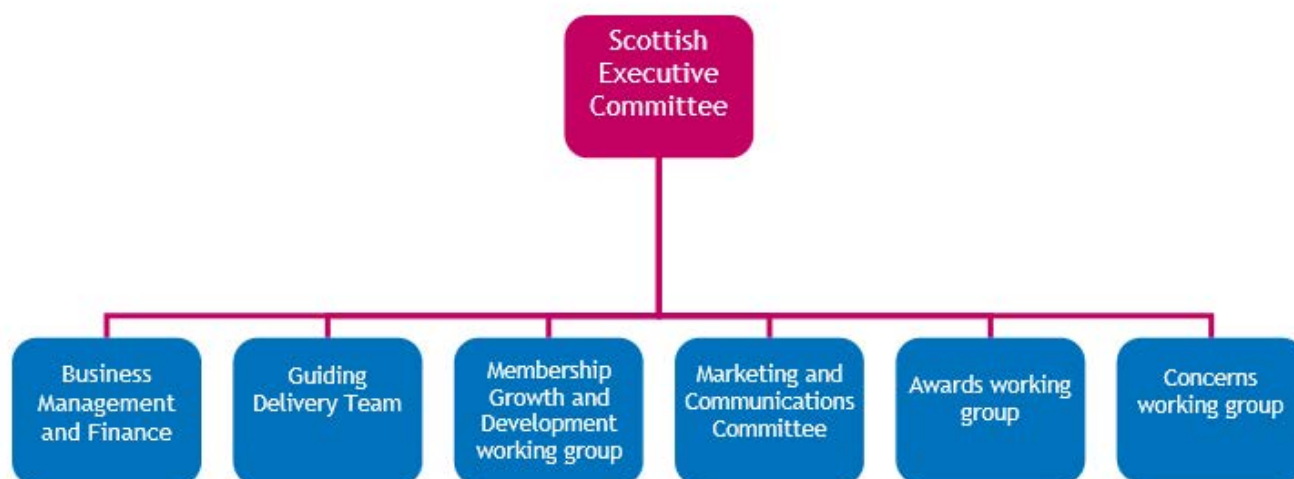 Scottish
Executive
Committee
Business
Management
and Finance
Guiding
Delivery Team
Membership
Growth and
Development
working group
Marketing and
Communications
Committee
Awards working
group
Concerns
working group